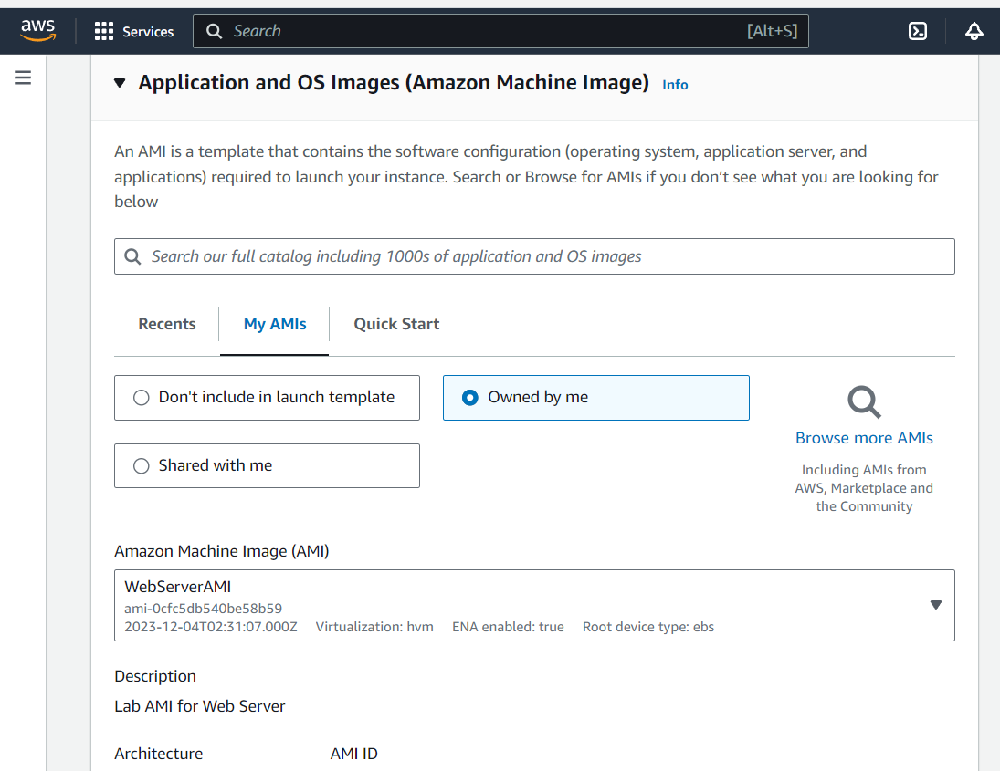 aws
Services
Search
[Alt+S]
Application and OS Images (Amazon Machine Image) Info
An AMI is a template that contains the software configuration (operating system, application server, and
applications) required to launch your instance. Search or Browse for AMIs if you don’t see what you are looking for
below
Search our full catalog including 1000s of application and OS images
Recents
My AMIs
Quick Start
Don't include in launch template
Owned by me
Shared with me
Browse more AMIs
Including AMIs from
AWS, Marketplace and
the Community
Amazon Machine Image (AMI)
WebServerAMI
ami-0cfc5db540be58b59
2023-12-04T02:31:07.000Z Virtualization: hvm ENA enabled: true Root device type: ebs
Description
Lab AMI for Web Server
Architecture
AMI ID